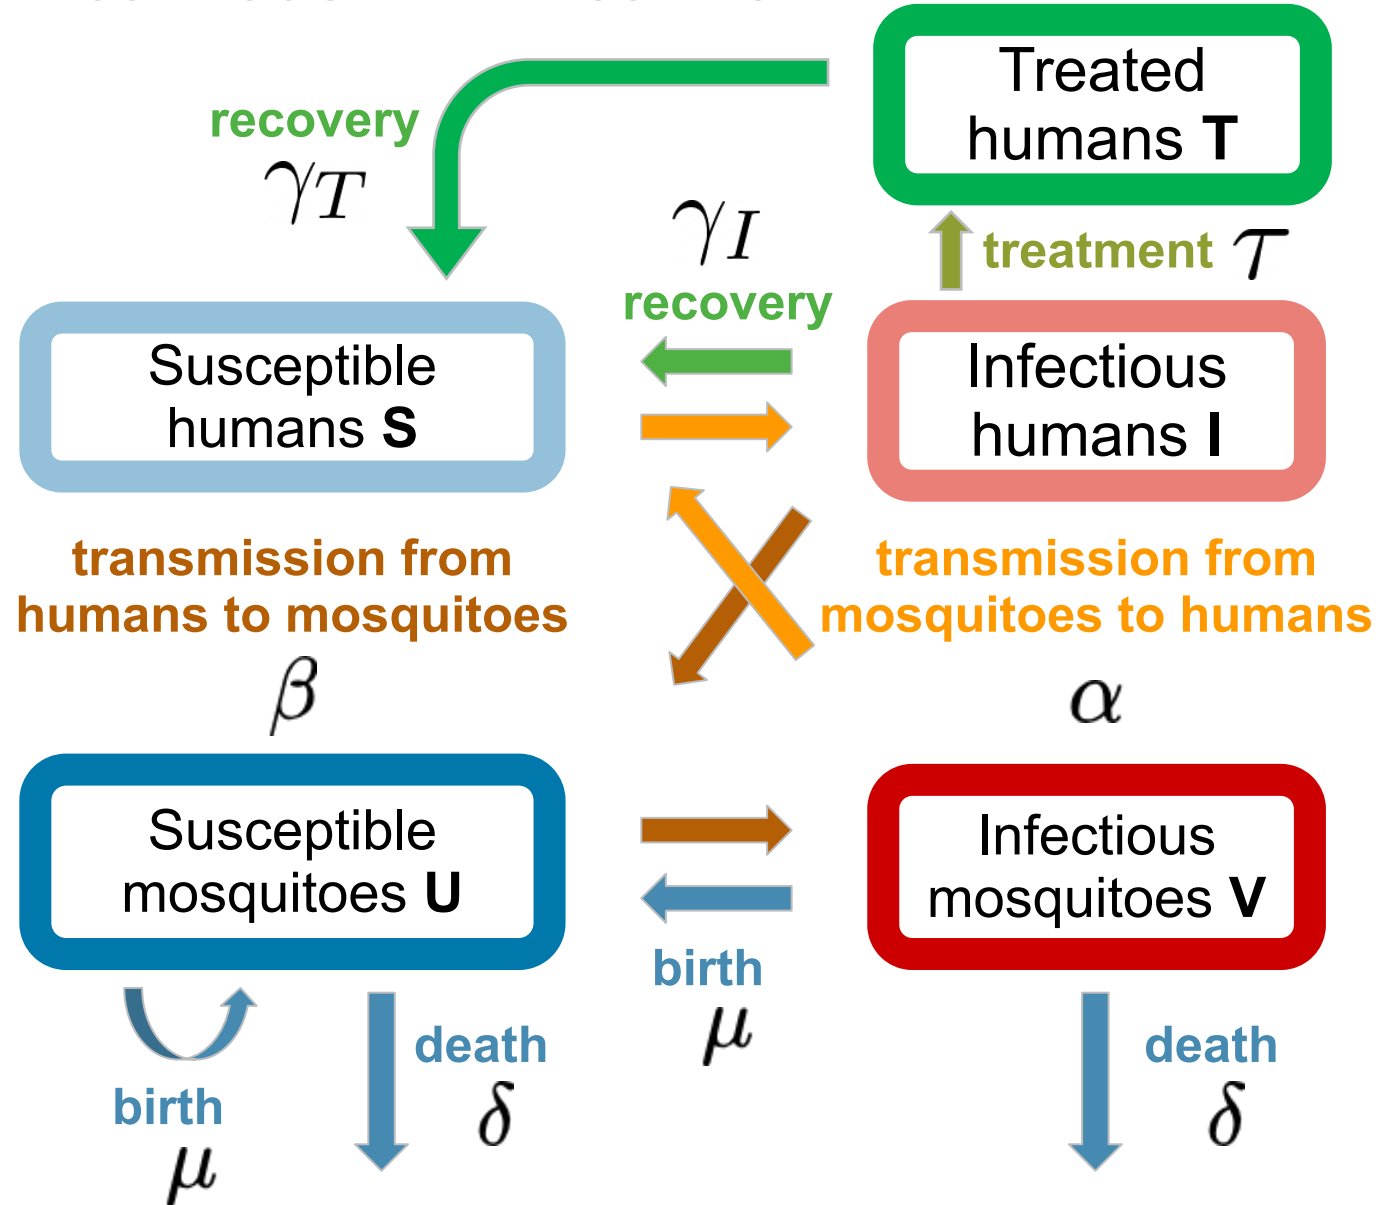 Treated
humans T
recovery
γT
γI
treatment τ
recovery
Susceptible
humans S
Infectious
humans I
transmission from
humans to mosquitoes
β
transmission from
mosquitoes to humans
α
Susceptible
mosquitoes U
Infectious
mosquitoes V
birth
μ
death
δ
birth
μ
death
δ